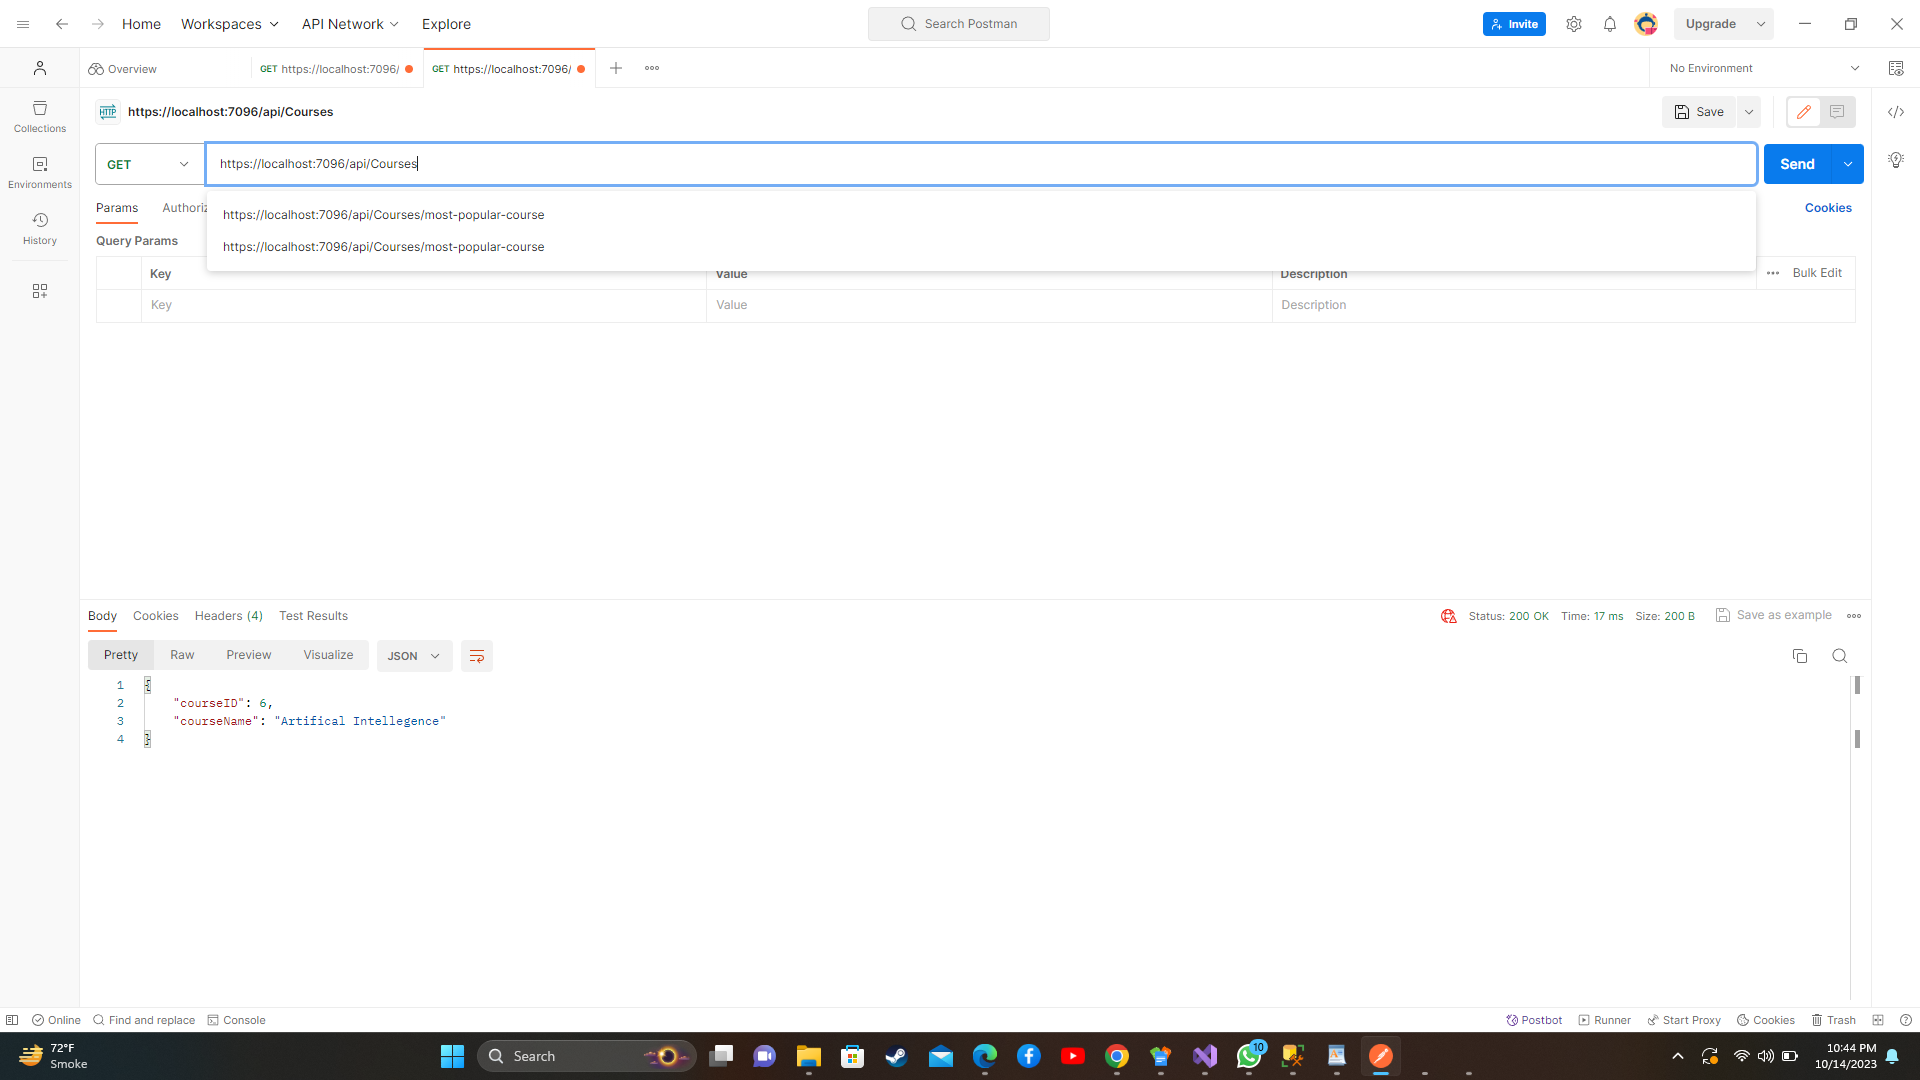 Home Workspaces API Network Explore Search Postman Invite Upgrade
Overview GET https://localhost:7096/ GET https://localhost:7096/ No Environment
HTTP https://localhost:7096/api/Courses Save
Collections
GET https://localhost:7096/api/Courses Send
Environments
Params Authoriz https://localhost:7096/api/Courses/most-popular-course Cookies
History
Query Params https://localhost:7096/api/Courses/most-popular-course
Key Value Description Bulk Edit
Key Value Description
Body Cookies Headers (4) Test Results Status: 200 OK Time: 17 ms Size: 200 B Save as example
Pretty Raw Preview Visualize JSON
1 {
2 "courseID": 6,
3 "courseName": "Artifical Intellegence"
4 }
Online Find and replace Console Postbot Runner Start Proxy Cookies Trash
72°F
Smoke
Search
10
10:44 PM
10/14/2023